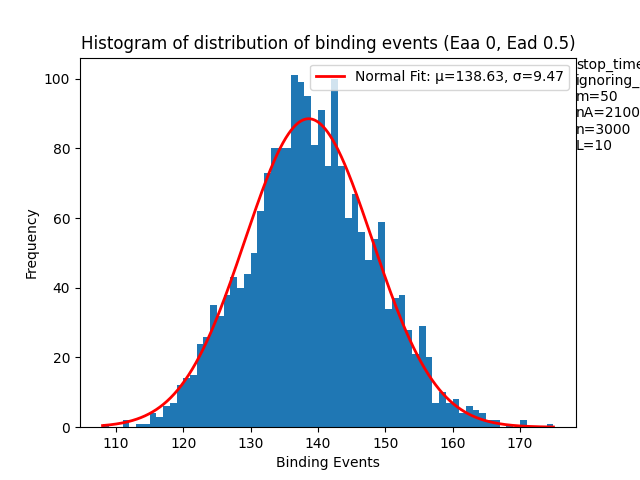 Histogram of distribution of binding events (Eaa 0, Ead 0.5)
Normal Fit: μ=138.63, σ=9.47
stop_time
ignoring_
m=50
nA=2100
n=3000
L=10
Frequency
100
80
60
40
20
0
110 120 130 140 150 160 170
Binding Events